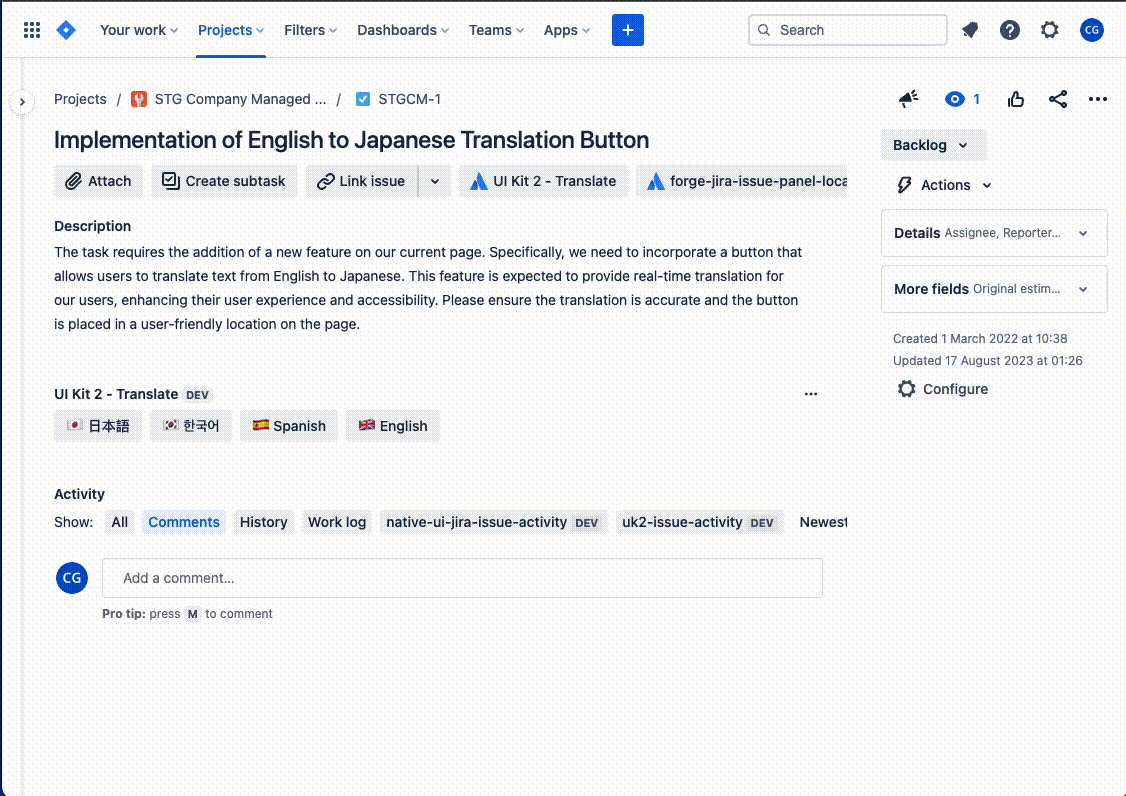 Your work Projects Filters Dashboards Teams Apps + Search CG
Projects / STG Company Managed ... / STGCM-1 1
Implementation of English to Japanese Translation Button
Attach Create subtask Link issue UI Kit 2 - Translate forge-jira-issue-panel-loca
Description
The task requires the addition of a new feature on our current page. Specifically, we need to incorporate a button that
allows users to translate text from English to Japanese. This feature is expected to provide real-time translation for
our users, enhancing their user experience and accessibility. Please ensure the translation is accurate and the button
is placed in a user-friendly location on the page.
UI Kit 2 - Translate DEV
日本語 한국어 Spanish English
Activity
Show: All Comments History Work log native-ui-jira-issue-activity DEV uk2-issue-activity DEV Newest
CG Add a comment...
Pro tip: press M to comment
Backlog
Actions
Details Assignee, Reporter...
More fields Original estim...
Created 1 March 2022 at 10:38
Updated 17 August 2023 at 01:26
Configure